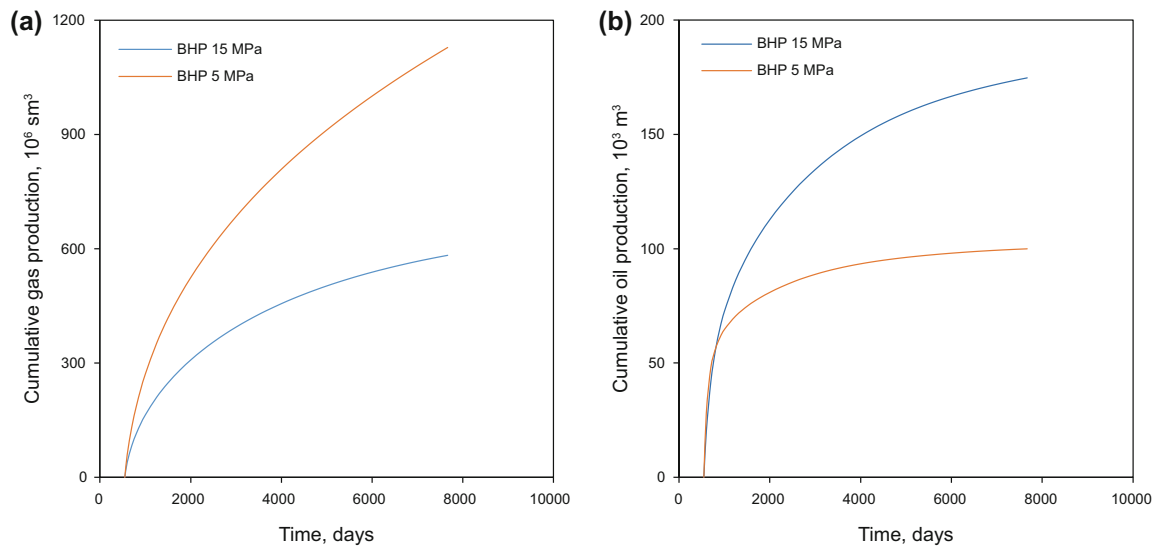 (a)
1200
900
600
300
0
BHP 15 MPa
BHP 5 MPa
Cumulative gas production, 10⁶ sm³
0 2000 4000 6000 8000 10000
Time, days
(b)
200
150
100
50
0
BHP 15 MPa
BHP 5 MPa
Cumulative oil production, 10³ m³
0 2000 4000 6000 8000 10000
Time, days